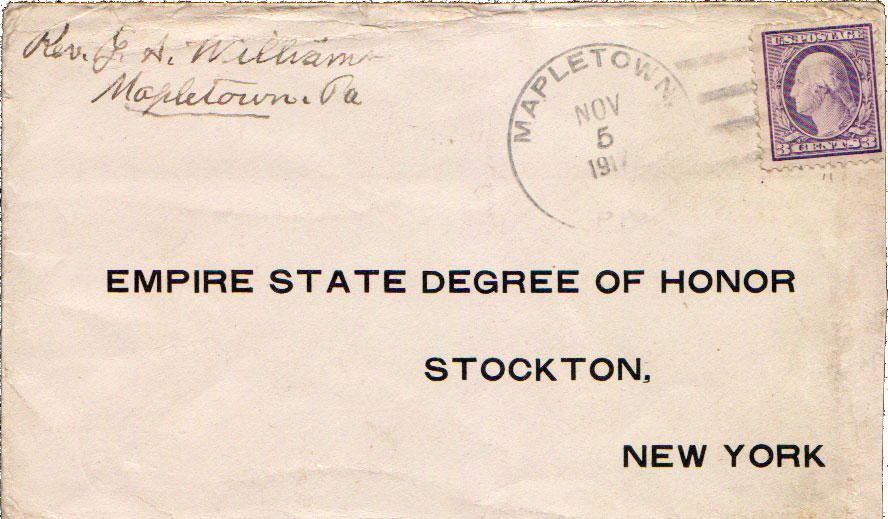 Rev. J. A. Williams
Mapletown. Pa
MAPLETOWN
NOV
5
1917
U.S. POSTAGE
3 CENTS 3
EMPIRE STATE DEGREE OF HONOR
STOCKTON,
NEW YORK